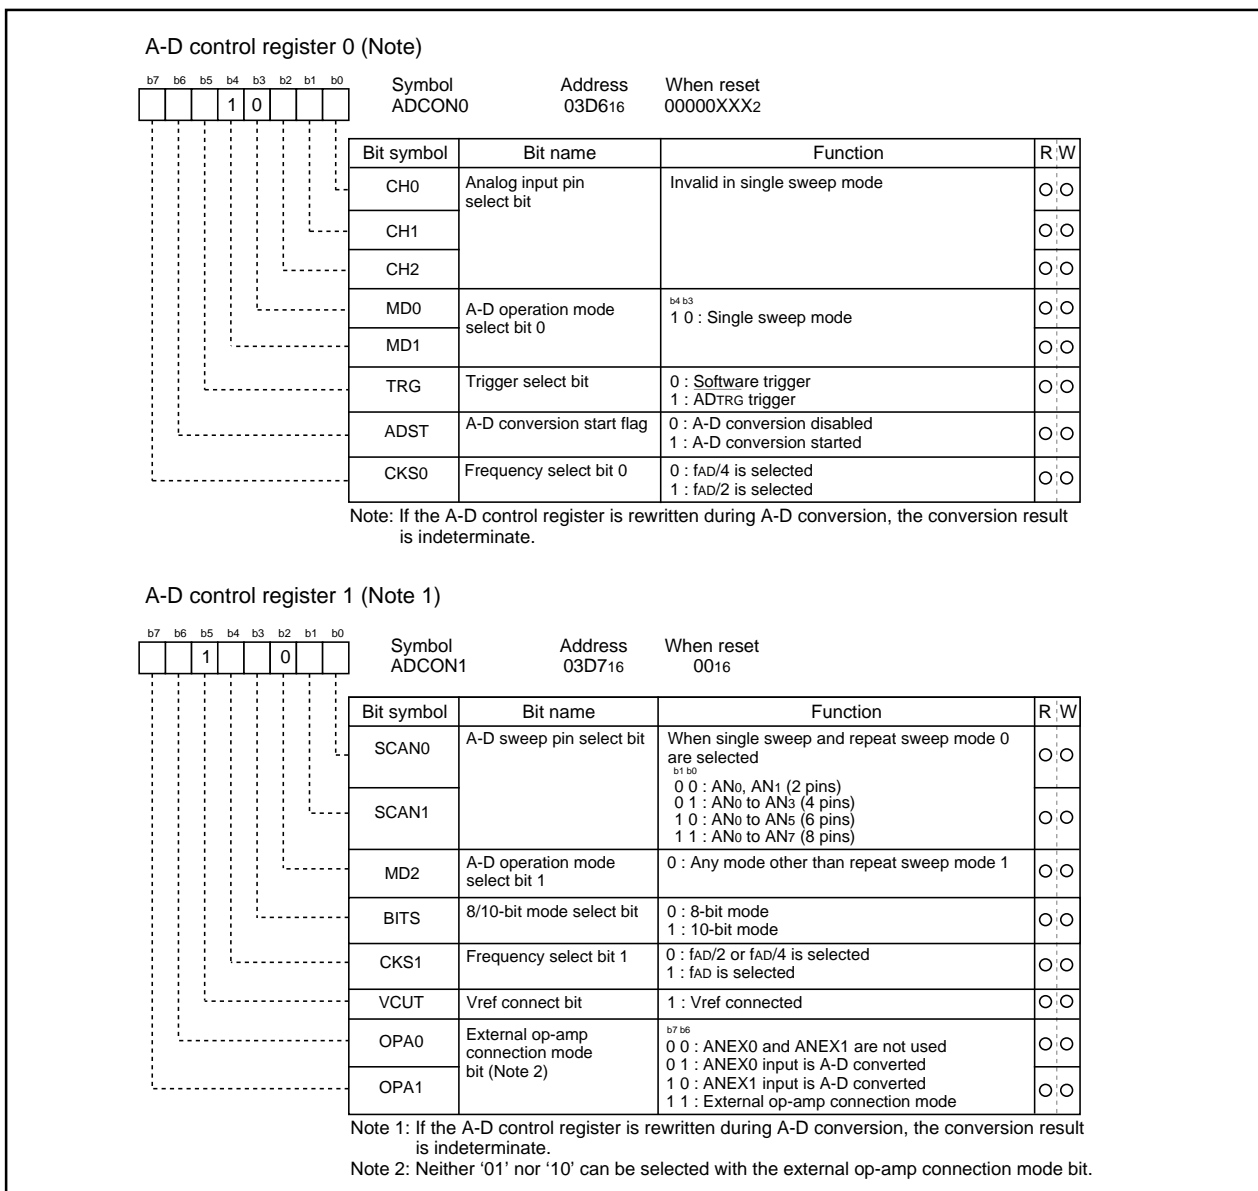 A-D control register 0 (Note)
b7 b6 b5 b4 b3 b2 b1 b0
1 0
Symbol Address When reset
ADCON0 03D616 00000XXX2
Bit symbol Bit name Function R W
CH0 Analog input pin select bit Invalid in single sweep mode
CH1
CH2
MD0 A-D operation mode select bit 0
b4 b3
1 0 : Single sweep mode
MD1
TRG Trigger select bit 0 : Software trigger
1 : ADTRG trigger
ADST A-D conversion start flag 0 : A-D conversion disabled
1 : A-D conversion started
CKS0 Frequency select bit 0 0 : fAD/4 is selected
1 : fAD/2 is selected
Note: If the A-D control register is rewritten during A-D conversion, the conversion result
is indeterminate.
A-D control register 1 (Note 1)
b7 b6 b5 b4 b3 b2 b1 b0
1 0
Symbol Address When reset
ADCON1 03D716 0016
Bit symbol Bit name Function R W
SCAN0 A-D sweep pin select bit When single sweep and repeat sweep mode 0
are selected
b1 b0
0 0 : AN0, AN1 (2 pins)
0 1 : AN0 to AN3 (4 pins)
SCAN1
1 0 : AN0 to AN5 (6 pins)
1 1 : AN0 to AN7 (8 pins)
MD2 A-D operation mode select bit 1 0 : Any mode other than repeat sweep mode 1
BITS 8/10-bit mode select bit 0 : 8-bit mode
1 : 10-bit mode
CKS1 Frequency select bit 1 0 : fAD/2 or fAD/4 is selected
1 : fAD is selected
VCUT Vref connect bit 1 : Vref connected
OPA0 External op-amp connection mode bit (Note 2)
b7 b6
0 0 : ANEX0 and ANEX1 are not used
0 1 : ANEX0 input is A-D converted
OPA1
1 0 : ANEX1 input is A-D converted
1 1 : External op-amp connection mode
Note 1: If the A-D control register is rewritten during A-D conversion, the conversion result
is indeterminate.
Note 2: Neither ‘01’ nor ‘10’ can be selected with the external op-amp connection mode bit.